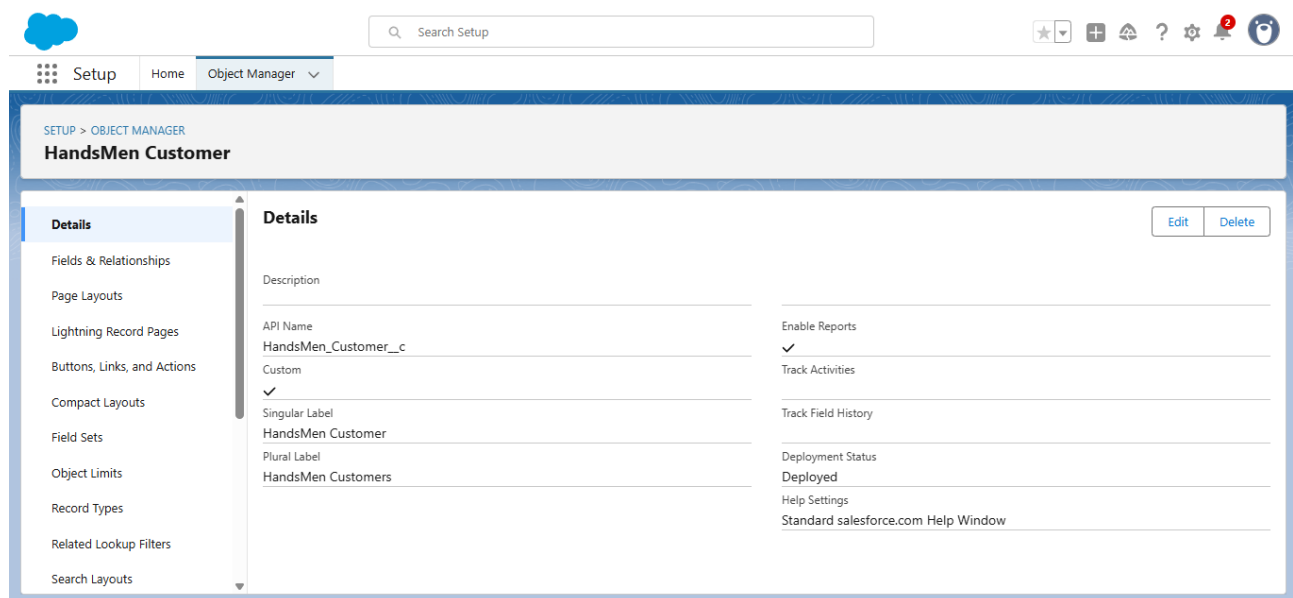 Search Setup
2
Setup
Home
Object Manager
SETUP > OBJECT MANAGER
HandsMen Customer
Details
Fields & Relationships
Page Layouts
Lightning Record Pages
Buttons, Links, and Actions
Compact Layouts
Field Sets
Object Limits
Record Types
Related Lookup Filters
Search Layouts
Details
Edit
Delete
Description
API Name
HandsMen_Customer__c
Custom
Singular Label
HandsMen Customer
Plural Label
HandsMen Customers
Enable Reports
Track Activities
Track Field History
Deployment Status
Deployed
Help Settings
Standard salesforce.com Help Window